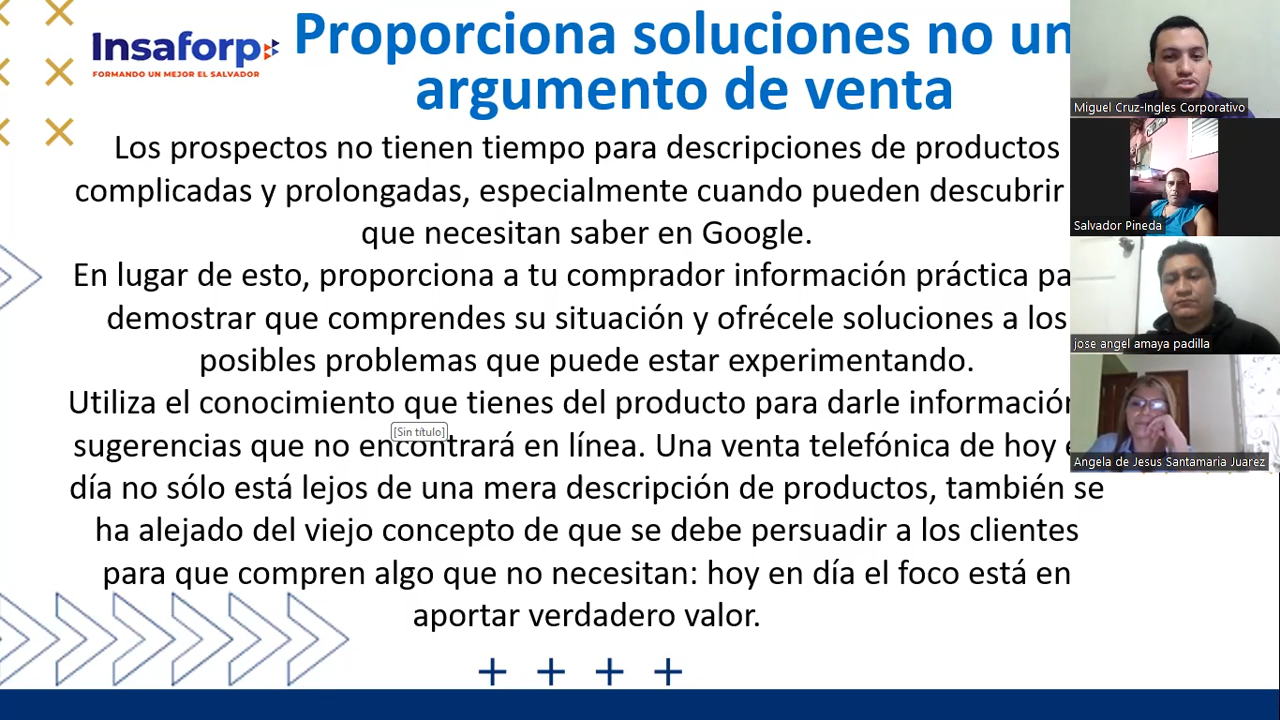 Insaforp
FORMANDO UN MEJOR EL SALVADOR
Proporciona soluciones no un
argumento de venta
Los prospectos no tienen tiempo para descripciones de productos
complicadas y prolongadas, especialmente cuando pueden descubrir
que necesitan saber en Google.
En lugar de esto, proporciona a tu comprador información práctica
demostrar que comprendes su situación y ofrécele soluciones a los
posibles problemas que puede estar experimentando.
Utiliza el conocimiento que tienes del producto para darle información
sugerencias que no encontrará en línea. Una venta telefónica de hoy
día no sólo está lejos de una mera descripción de productos, también se
ha alejado del viejo concepto de que se debe persuadir a los clientes
para que compren algo que no necesitan: hoy en día el foco está en
aportar verdadero valor.
[Sin título]
Miguel Cruz-Ingles Corporativo
Salvador Pineda
jose angel amaya padilla
Angela de Jesus Santamaria Juarez